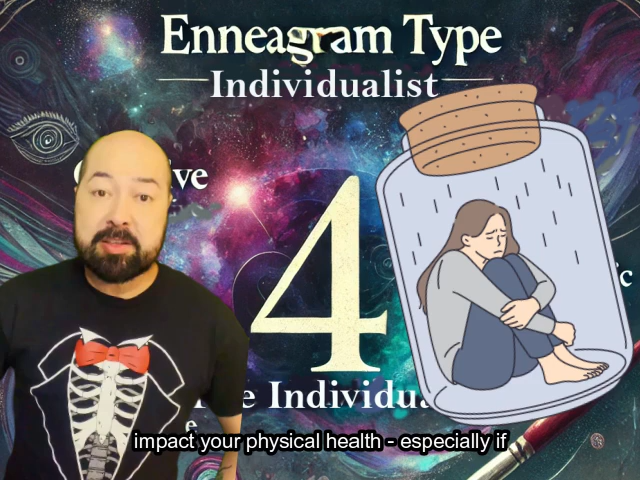 Enneagram Type
Individualist
4
impact your physical health - especially if